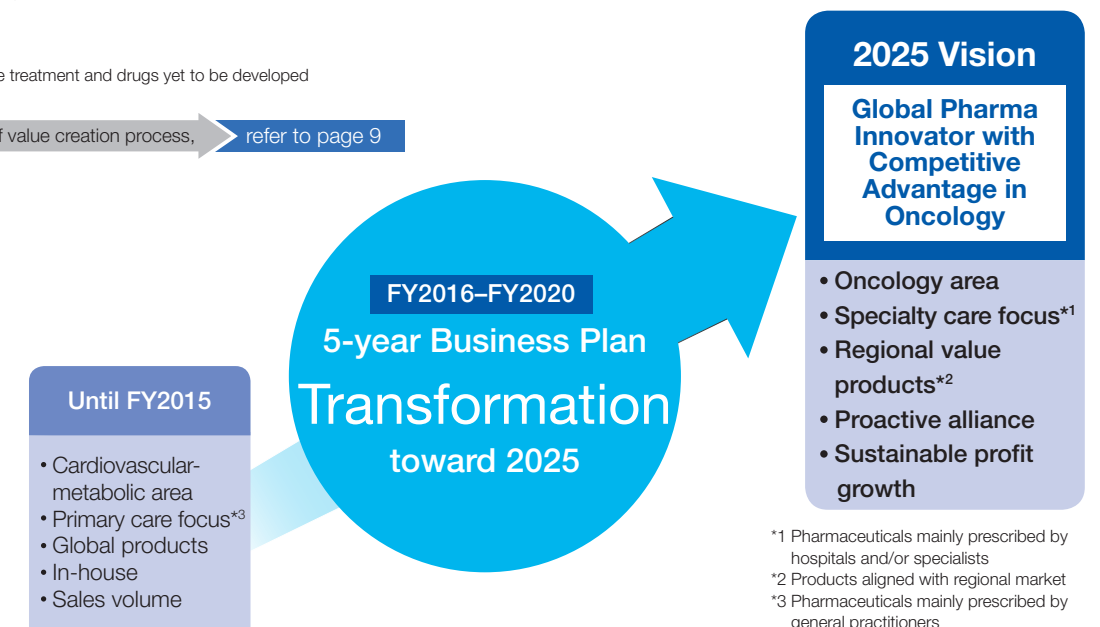 e treatment and drugs yet to be developed
f value creation process,
refer to page 9
2025 Vision
Global Pharma
Innovator with
Competitive
Advantage in
Oncology
• Oncology area
• Specialty care focus*1
• Regional value
products*2
• Proactive alliance
• Sustainable profit
growth
FY2016–FY2020
5-year Business Plan
Transformation
toward 2025
Until FY2015
• Cardiovascular-
metabolic area
• Primary care focus*3
• Global products
• In-house
• Sales volume
*1 Pharmaceuticals mainly prescribed by
hospitals and/or specialists
*2 Products aligned with regional market
*3 Pharmaceuticals mainly prescribed by
general practitioners